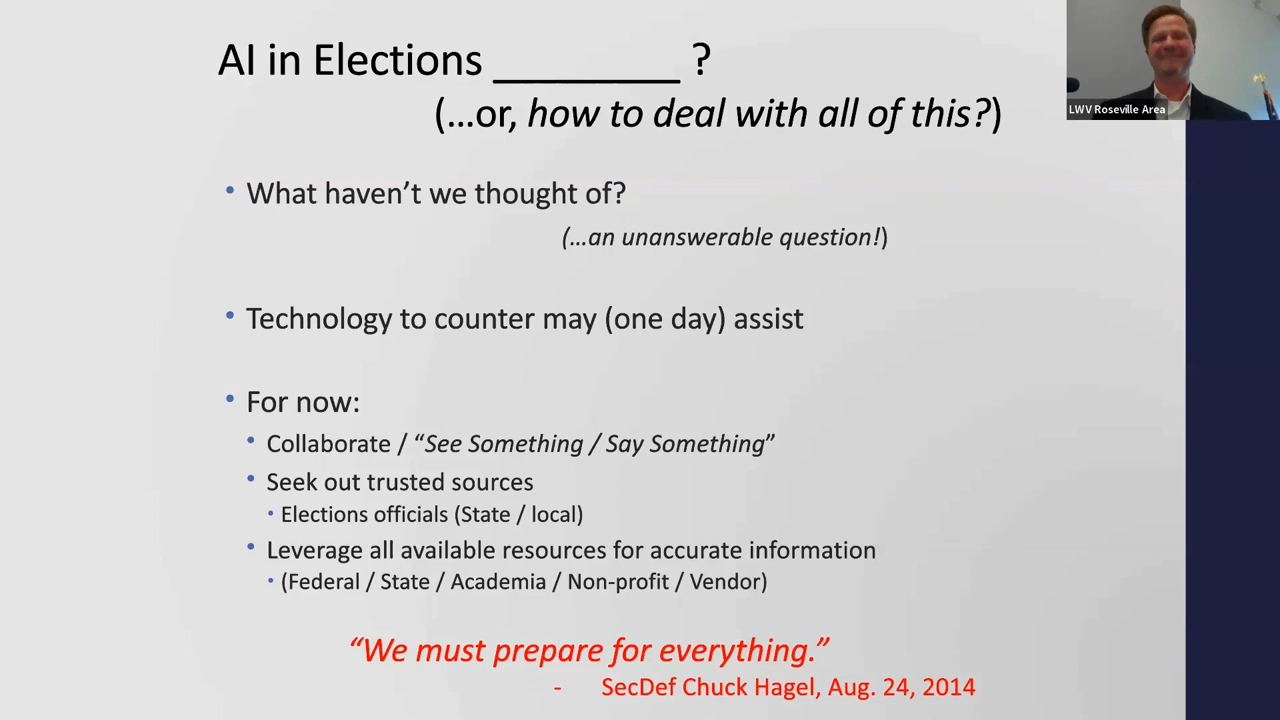 AI in Elections ________ ?
(…or, how to deal with all of this?)
LWV Roseville Area
• What haven’t we thought of?
(…an unanswerable question!)
• Technology to counter may (one day) assist
• For now:
• Collaborate / “See Something / Say Something”
• Seek out trusted sources
• Elections officials (State / local)
• Leverage all available resources for accurate information
• (Federal / State / Academia / Non-profit / Vendor)
“We must prepare for everything.”
- SecDef Chuck Hagel, Aug. 24, 2014